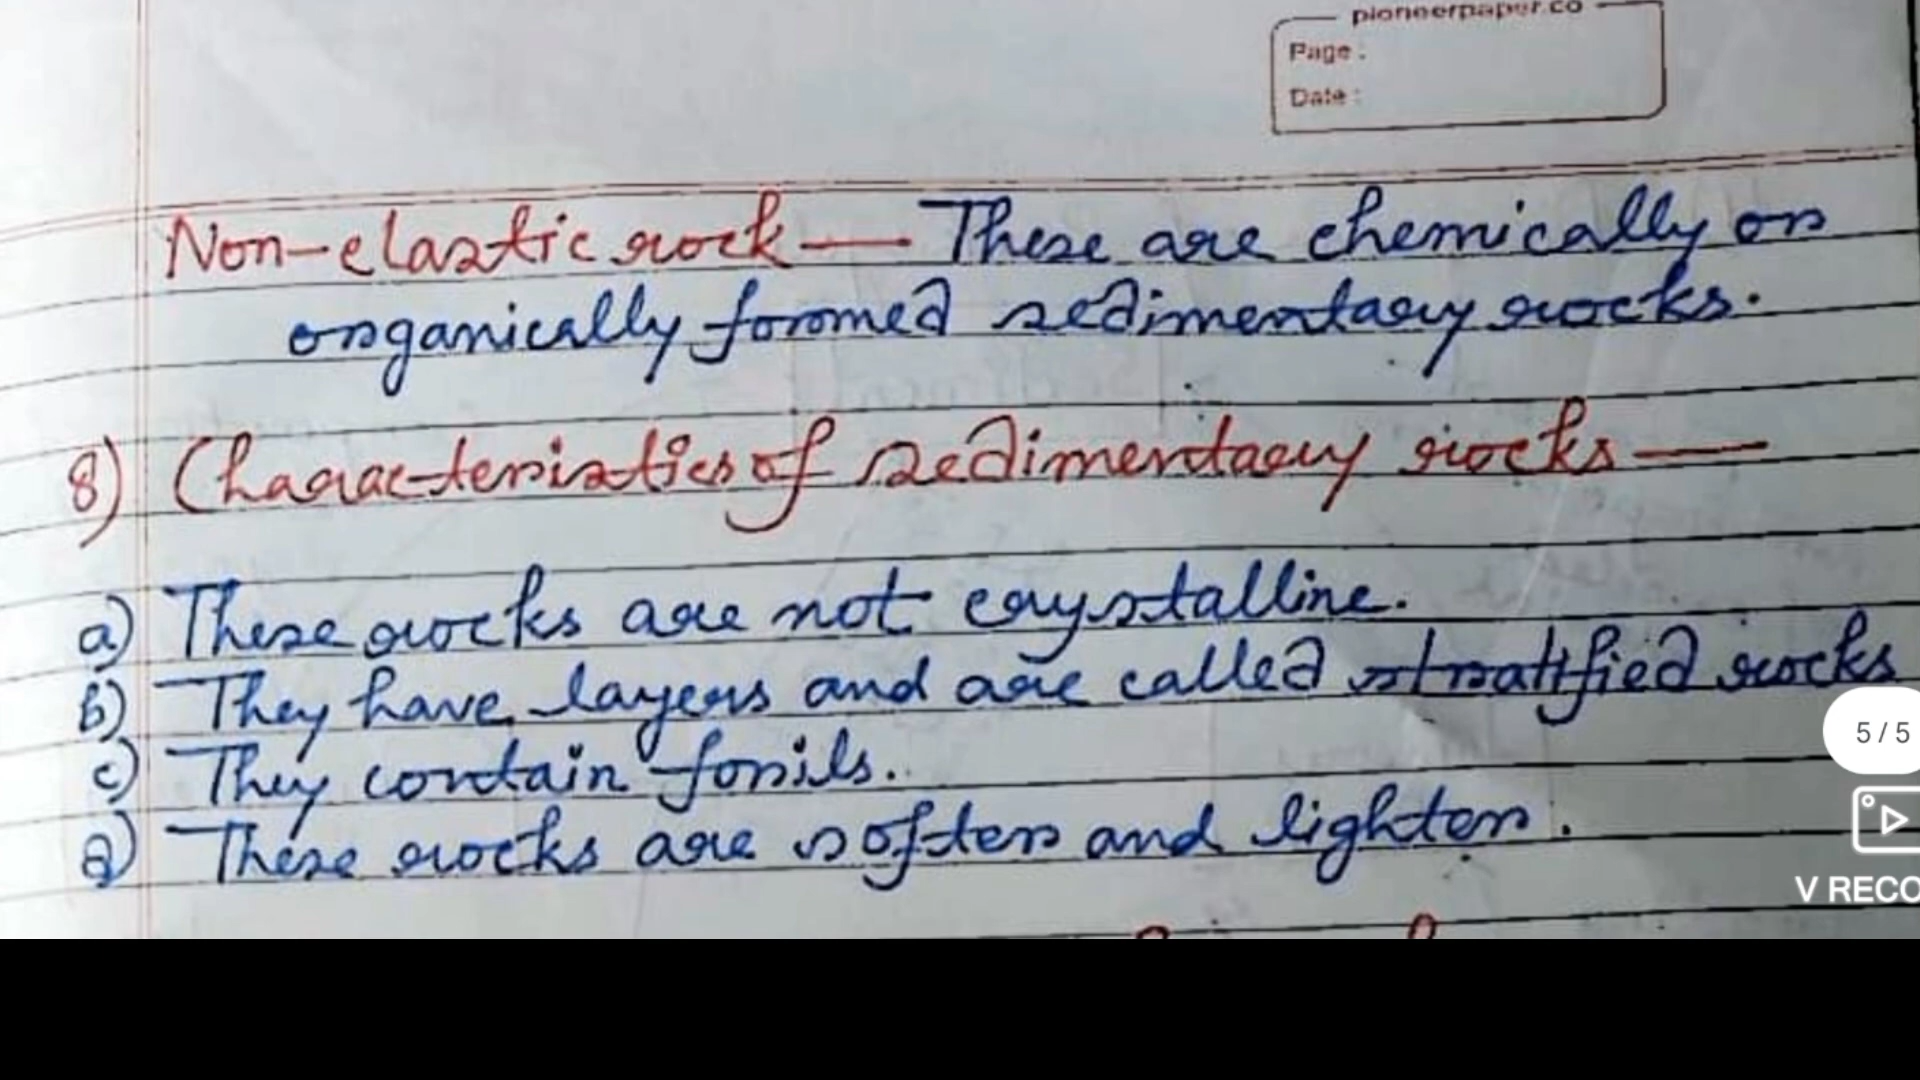 pioneerpaper.co
Page :
Date :
Non-clastic rock — These are chemically or
organically formed sedimentary rocks.
8) Characteristics of sedimentary rocks —
a) These rocks are not crystalline.
b) They have layers and are called stratified rocks
c) They contain fossils.
d) These rocks are softer and lighter.
5 / 5
V RECO